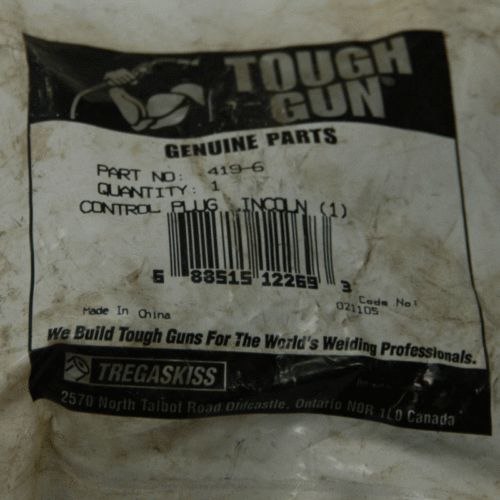 TOUGH
GUN®
GENUINE PARTS
PART NO: 419-6
QUANTITY: 1
CONTROL PLUG INCOLN (1)
6 88515 12269 3
Code No:
021105
Made In China
We Build Tough Guns For The World's Welding Professionals.
TREGASKISS
2570 North Talbot Road Oldcastle, Ontario N0R 1L0 Canada